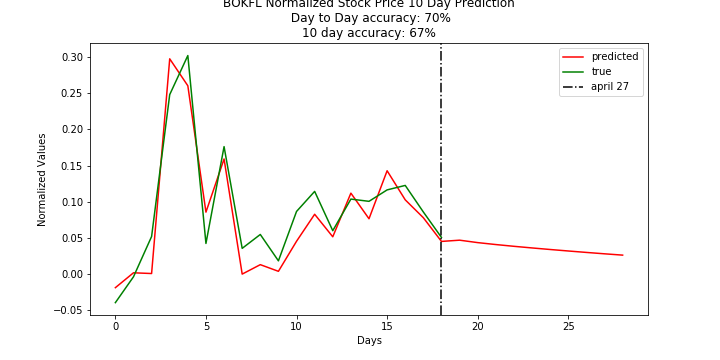 BOKFL Normalized Stock Price 10 Day Prediction
Day to Day accuracy: 70%
10 day accuracy: 67%
predicted
true
april 27
Normalized Values
0.30
0.25
0.20
0.15
0.10
0.05
0.00
−0.05
0 5 10 15 20 25
Days